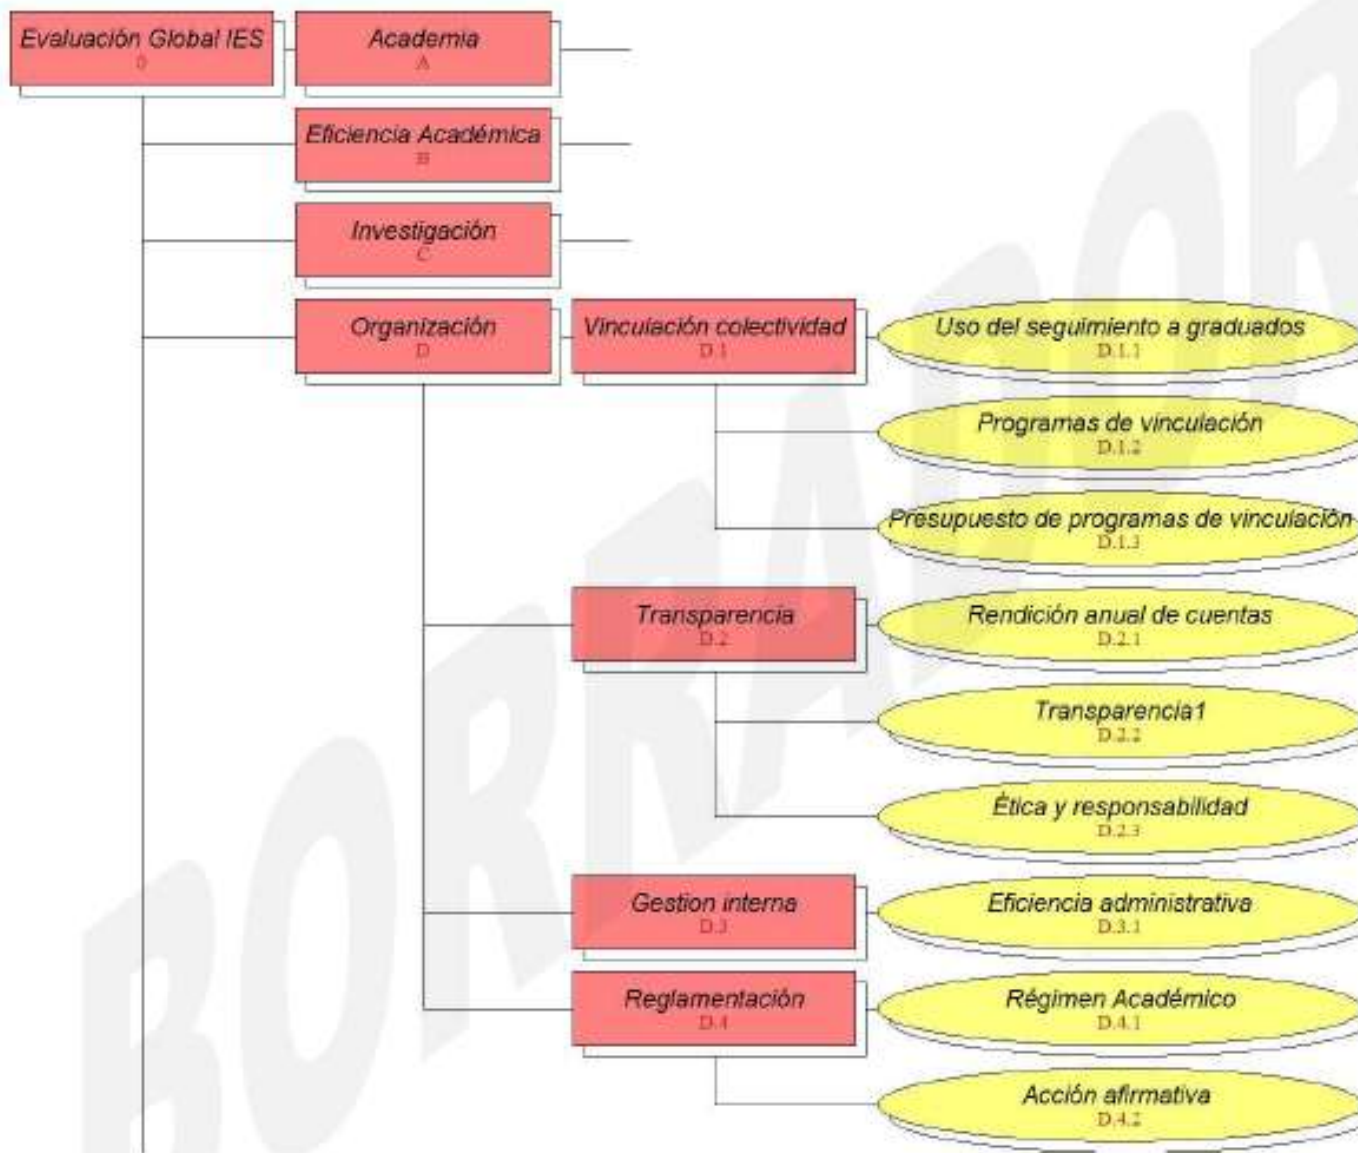 Evaluación Global IES
0
Academia
A
Eficiencia Académica
B
Investigación
C
Organización
D
Vinculación colectividad
D.1
Uso del seguimiento a graduados
D.1.1
Programas de vinculación
D.1.2
Presupuesto de programas de vinculación
D.1.3
Transparencia
D.2
Rendición anual de cuentas
D.2.1
Transparencia1
D.2.2
Ética y responsabilidad
D.2.3
Gestion interna
D.3
Eficiencia administrativa
D.3.1
Reglamentación
D.4
Régimen Académico
D.4.1
Acción afirmativa
D.4.2
BORRADOR